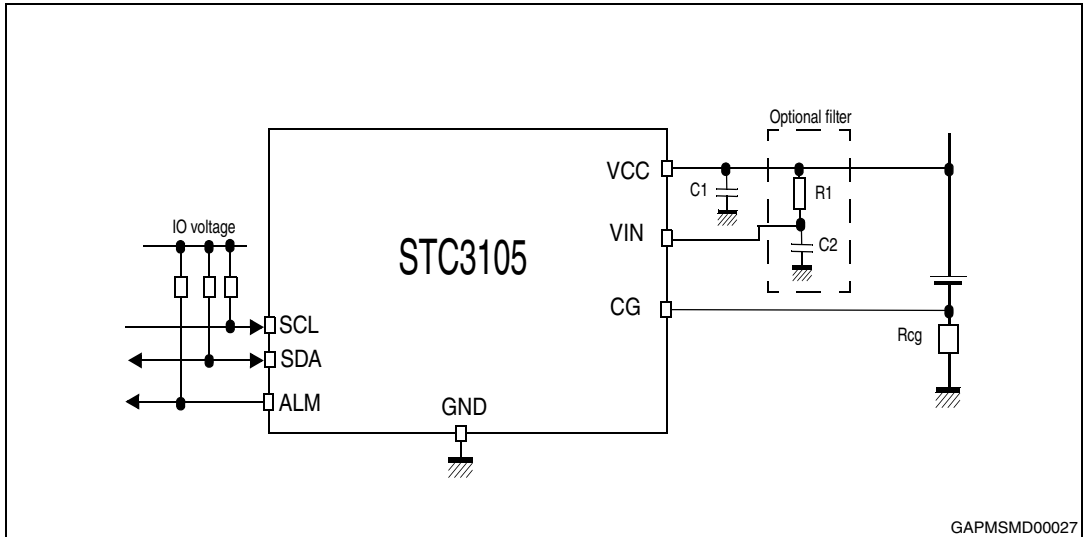 Optional filter
VCC
C1
R1
IO voltage
VIN
C2
STC3105
CG
SCL
Rcg
SDA
ALM
GND
GAPMSMD00027